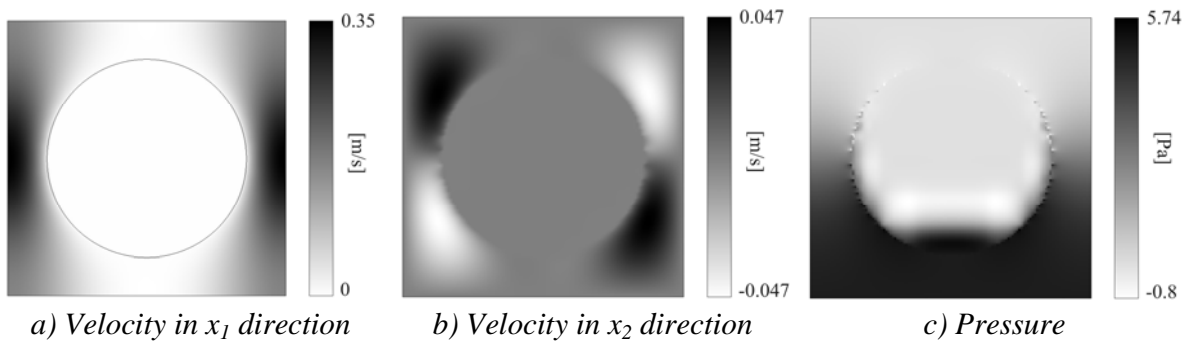 0.35
[m/s]
0
a) Velocity in x₁ direction
0.047
[m/s]
-0.047
b) Velocity in x₂ direction
5.74
[Pa]
-0.8
c) Pressure